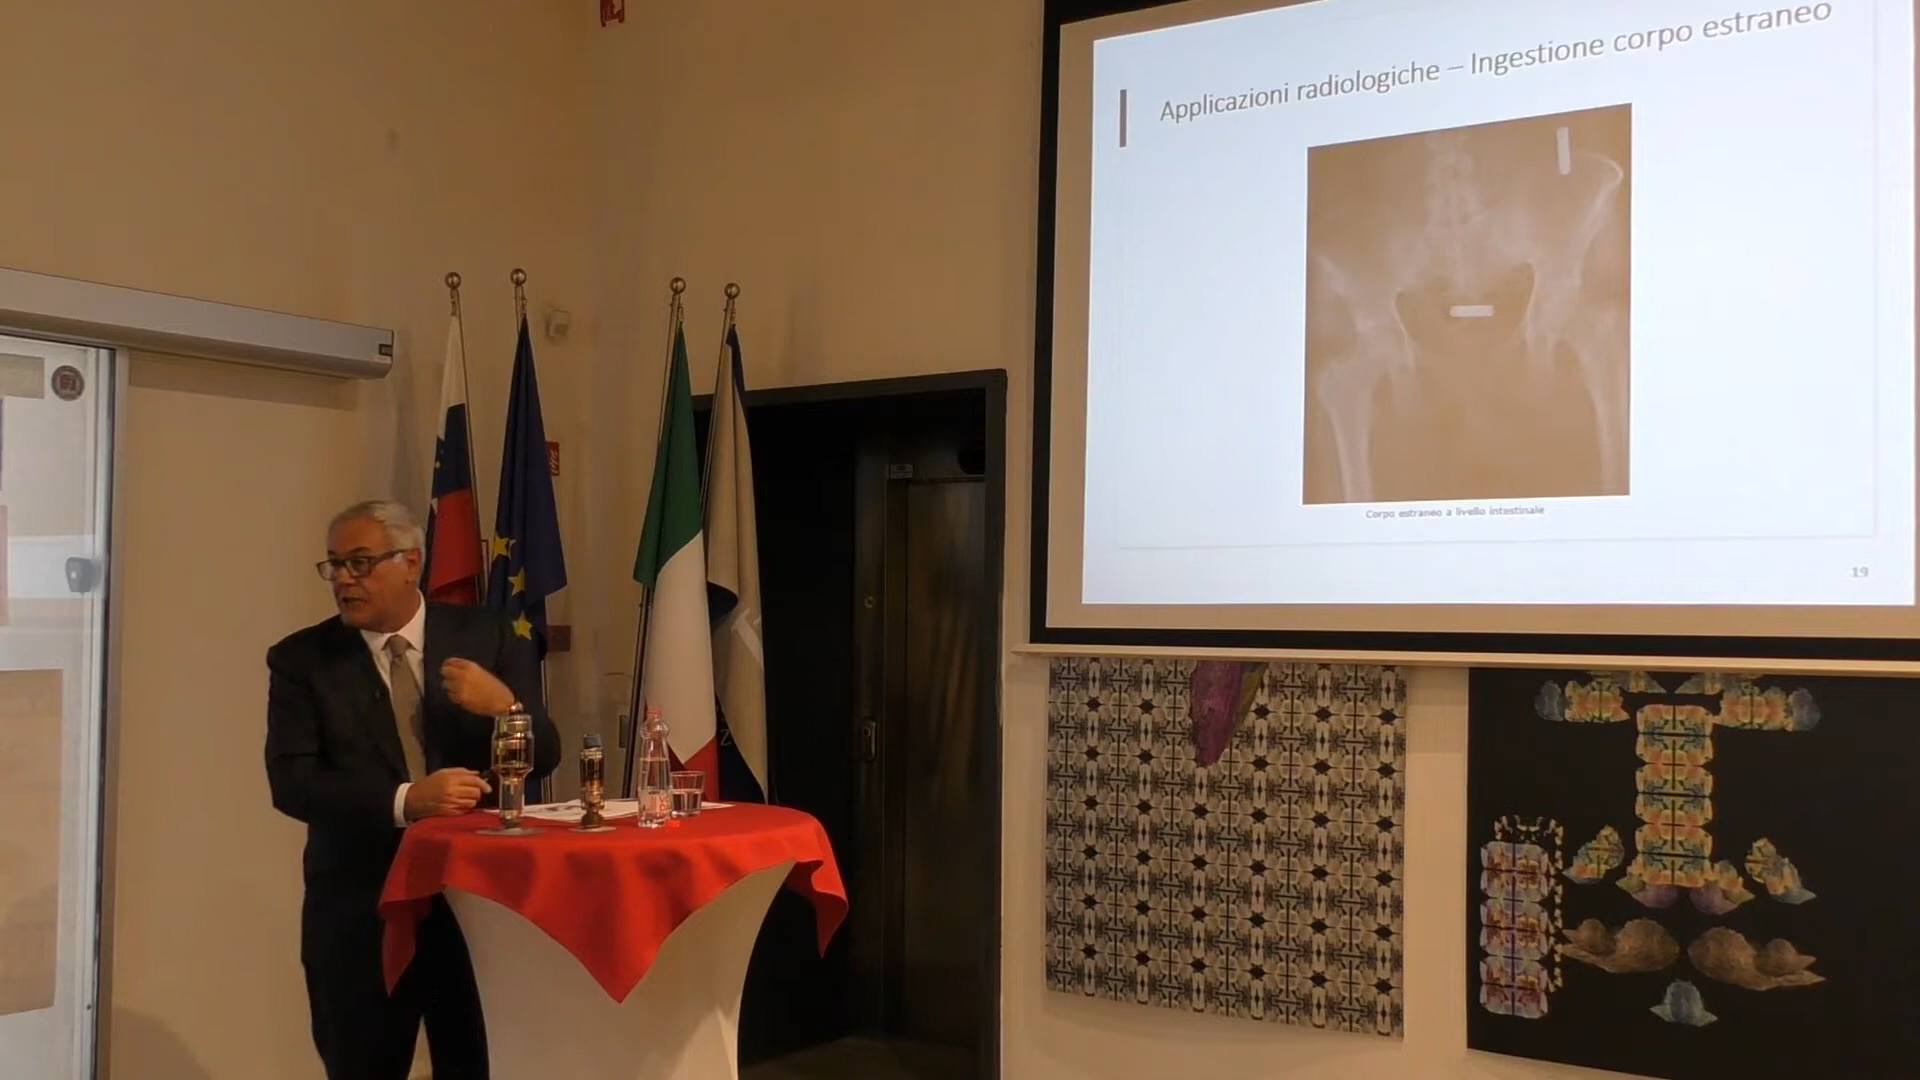 Applicazioni radiologiche – Ingestione corpo estraneo
Corpo estraneo a livello intestinale
19